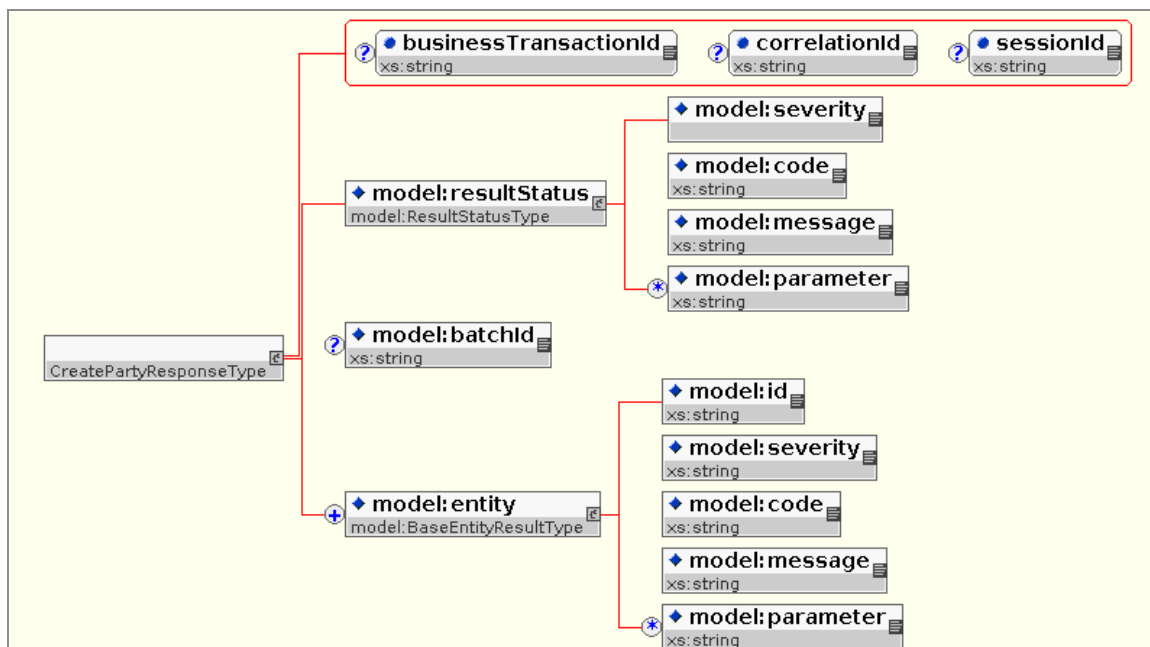 businessTransactionId correlationId sessionId
? xs:string ? xs:string ? xs:string
model:severity
model:code
xs:string
model:resultStatus
model:ResultStatusType
model:message
xs:string
model:parameter
* xs:string
model:batchId
? xs:string
CreatePartyResponseType
model:id
xs:string
model:severity
xs:string
model:entity
+ model:BaseEntityResultType
model:code
xs:string
model:message
xs:string
model:parameter
* xs:string